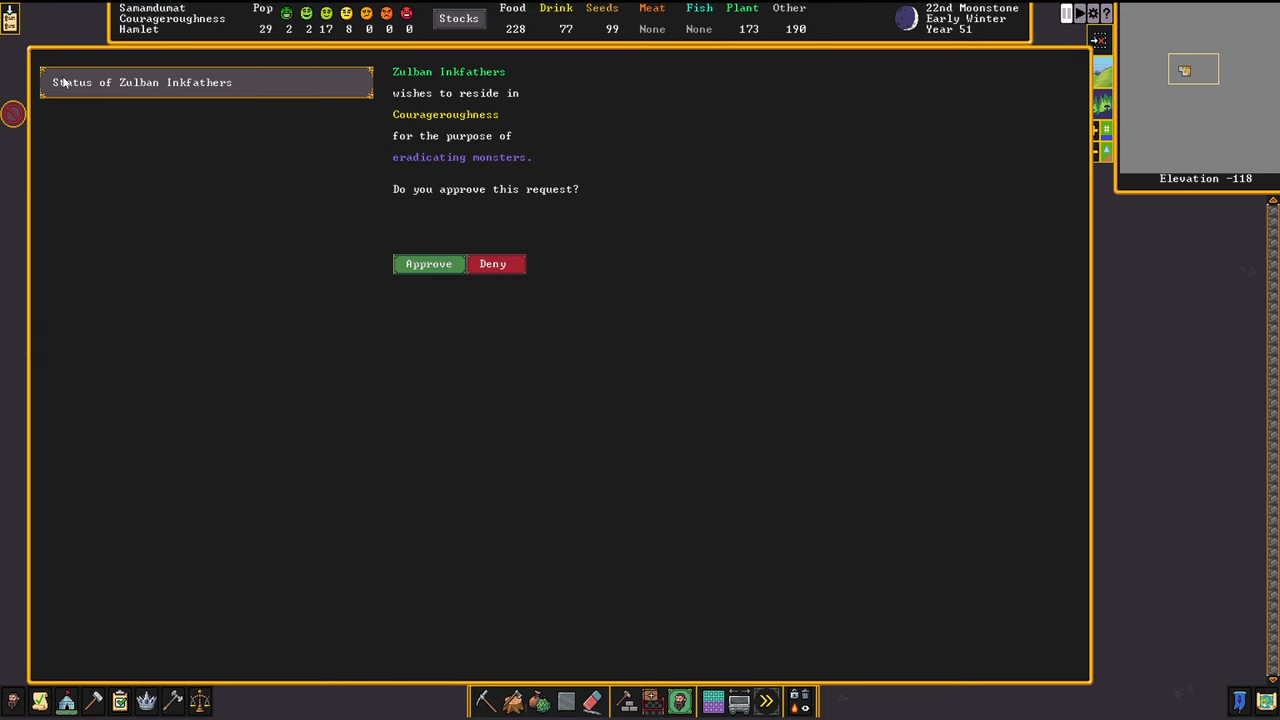 Samandumat
Courageroughness
Hamlet
Pop
29 2 2 17 8 0 0 0
Stocks
Food Drink Seeds Meat Fish Plant Other
228 77 99 None None 173 190
22nd Moonstone
Early Winter
Year 51
?
Status of Zulban Inkfathers
Zulban Inkfathers
wishes to reside in
Courageroughness
for the purpose of
eradicating monsters.
Do you approve this request?
Approve Deny
Elevation -118